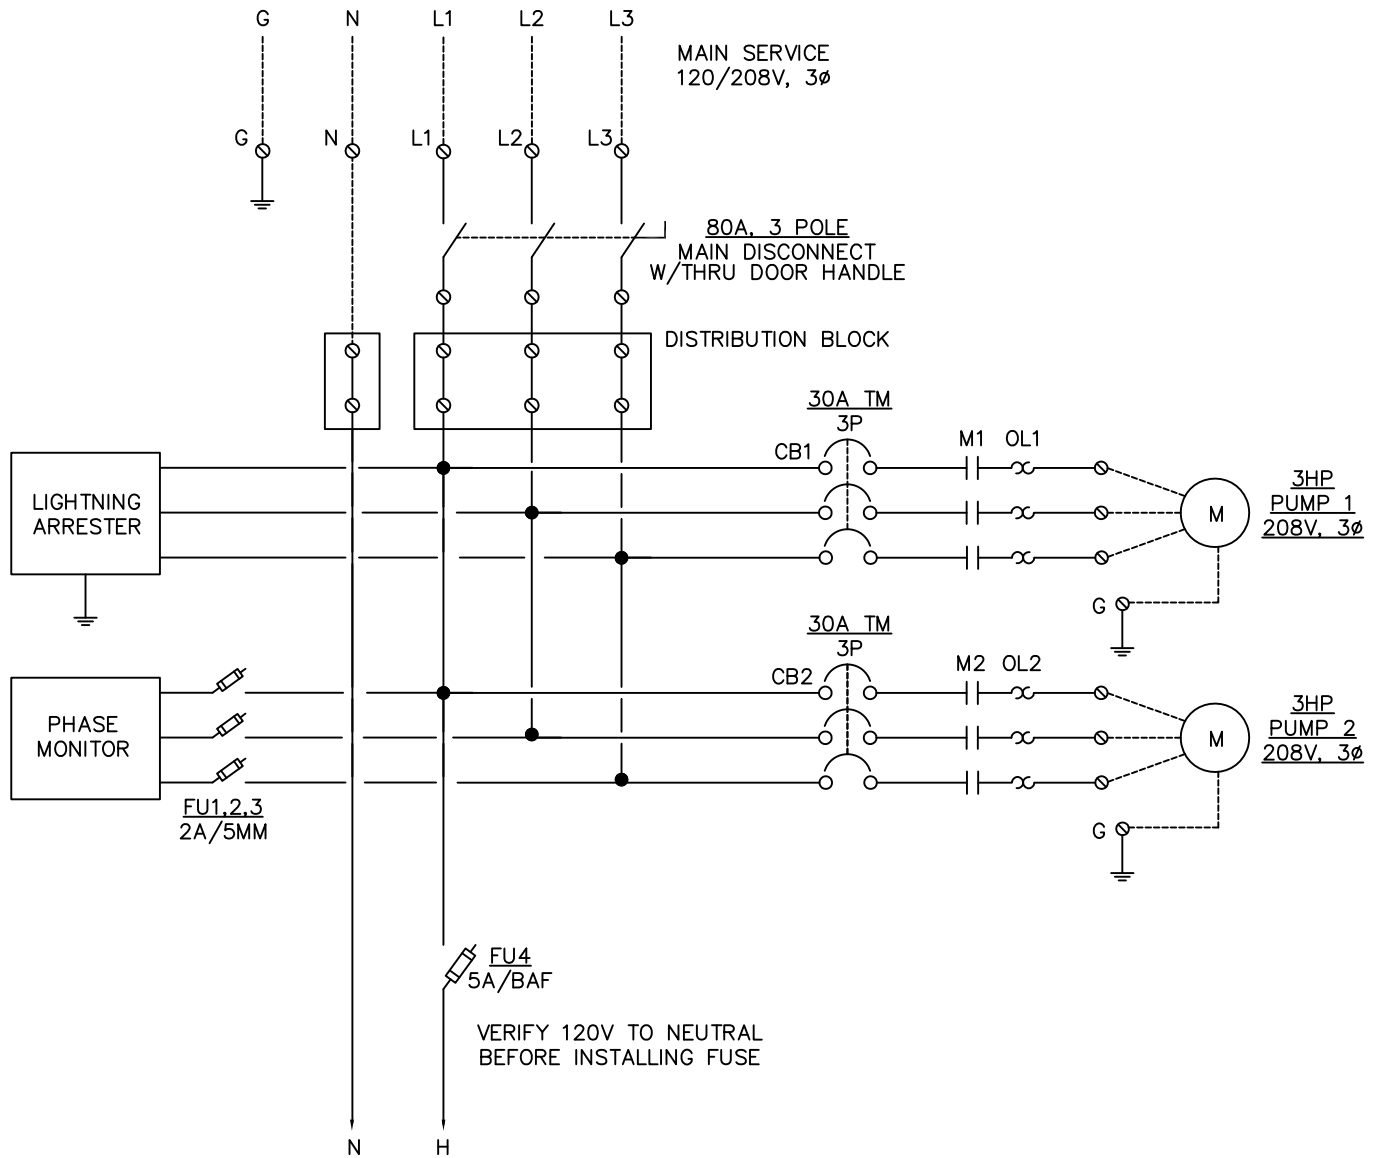 G N L1 L2 L3
MAIN SERVICE
120/208V, 3ø
G N L1 L2 L3
80A, 3 POLE
MAIN DISCONNECT
W/THRU DOOR HANDLE
DISTRIBUTION BLOCK
30A TM
3P
CB1 M1 OL1
LIGHTNING
ARRESTER
M
3HP
PUMP 1
208V, 3ø
G
30A TM
3P
CB2 M2 OL2
PHASE
MONITOR
M
3HP
PUMP 2
208V, 3ø
FU1,2,3
2A/5MM
G
FU4
5A/BAF
VERIFY 120V TO NEUTRAL
BEFORE INSTALLING FUSE
N H